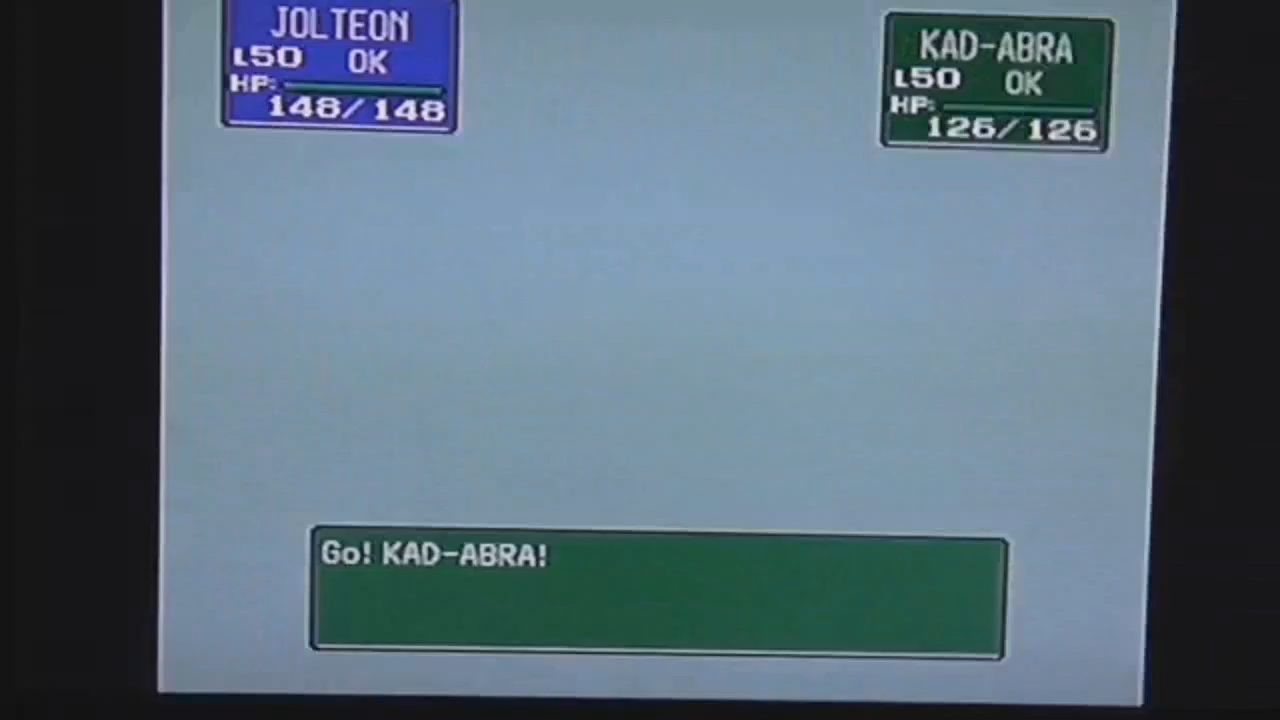 JOLTEON
L50 OK
HP:
148/148
KAD-ABRA
L50 OK
HP:
126/126
Go! KAD-ABRA!